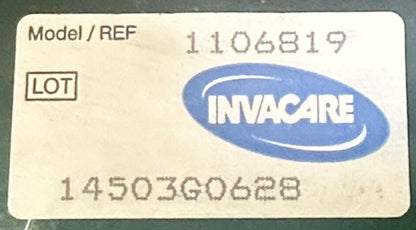 Model / REF 1106819
LOT
INVACARE
14503G0628